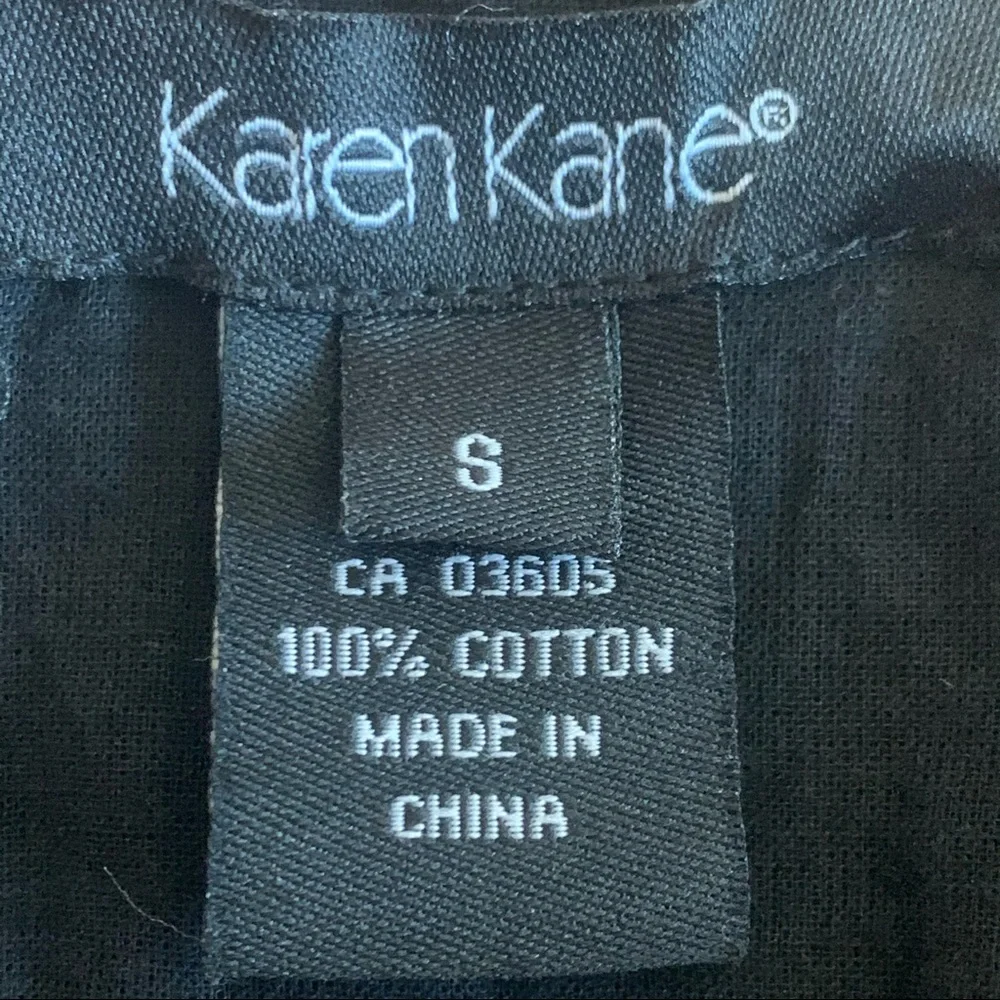 Karen Kane®
S
CA 03605
100% COTTON
MADE IN
CHINA